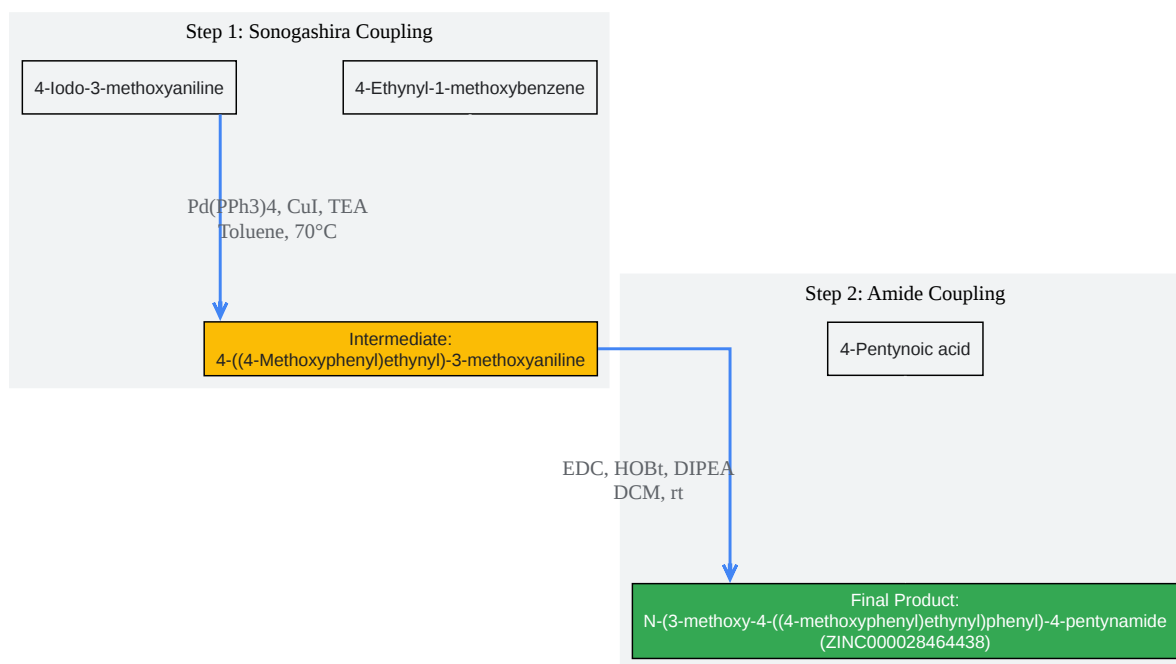 Step 1: Sonogashira Coupling
4-Iodo-3-methoxyaniline
4-Ethynyl-1-methoxybenzene
Pd(PPh3)4, CuI, TEA
Toluene, 70°C
Intermediate:
4-((4-Methoxyphenyl)ethynyl)-3-methoxyaniline
Step 2: Amide Coupling
4-Pentynoic acid
EDC, HOBt, DIPEA
DCM, rt
Final Product:
N-(3-methoxy-4-((4-methoxyphenyl)ethynyl)phenyl)-4-pentynamide
(ZINC000028464438)